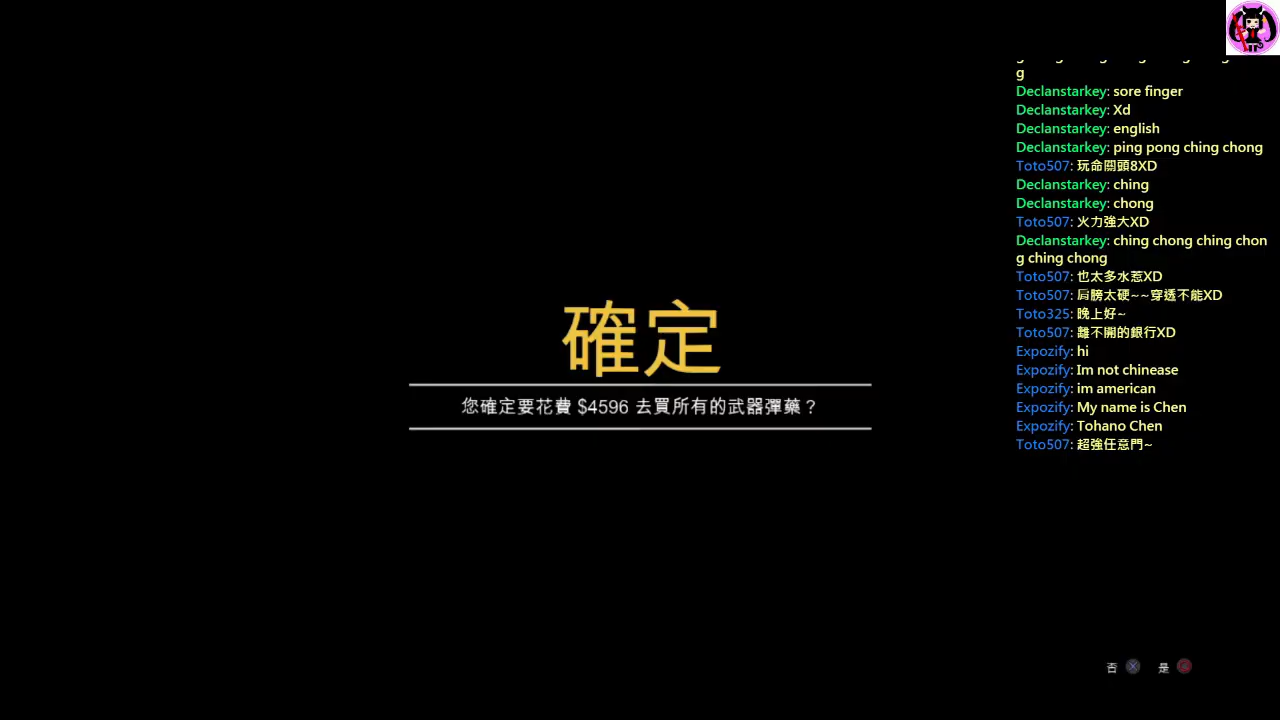 g
Declanstarkey: sore finger
Declanstarkey: Xd
Declanstarkey: english
Declanstarkey: ping pong ching chong
Toto507: 玩命關頭8XD
Declanstarkey: ching
Declanstarkey: chong
Toto507: 火力強大XD
Declanstarkey: ching chong ching chon
g ching chong
Toto507: 也太多水惹XD
Toto507: 肩膀太硬~~穿透不能XD
Toto325: 晚上好~
Toto507: 離不開的銀行XD
Expozify: hi
Expozify: Im not chinease
Expozify: im american
Expozify: My name is Chen
Expozify: Tohano Chen
Toto507: 超強任意門~
確定
您確定要花費 $4596 去買所有的武器彈藥？
否 是